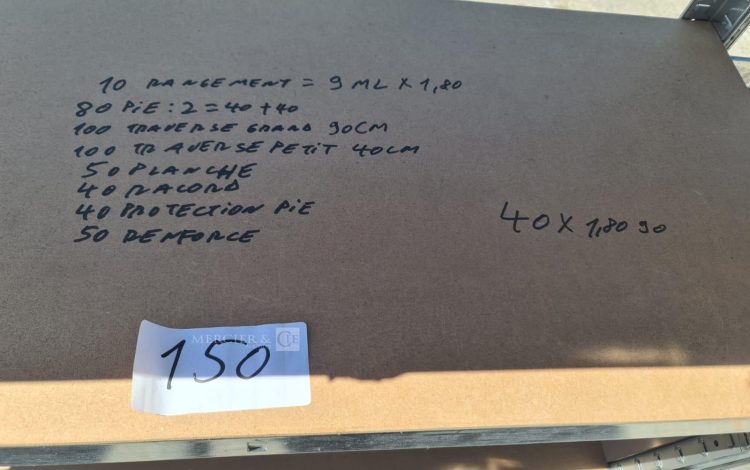 10 RANGEMENT = 9 ML X 1,80
80 PiE : 2 = 40 + 40
100 TRAVERSE GRAND 90CM
100 TRAVERSE PETIT 40CM
50 PLANCHE
40 RACORD
40 PROTECTION PiE
50 RENFORCE
40 X 1,80 90
MERCIER & CIE
150